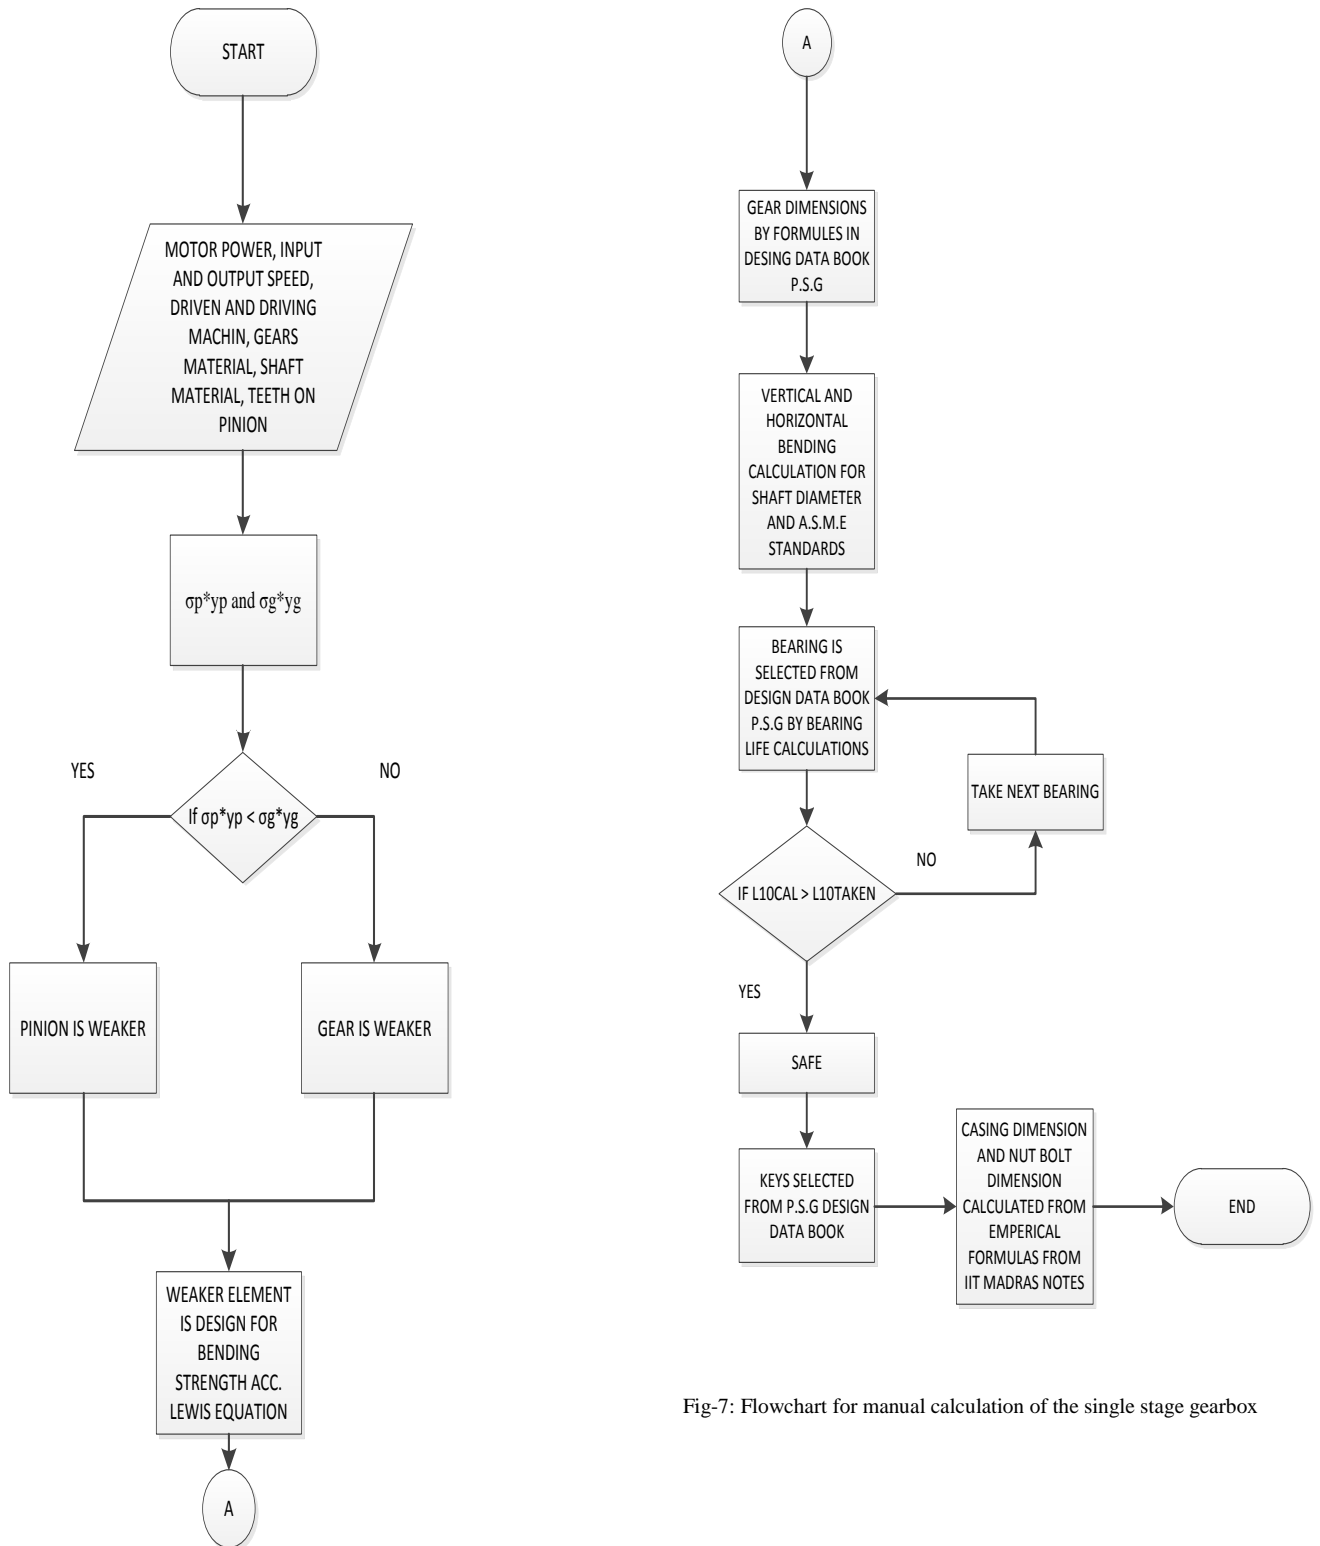 START
MOTOR POWER, INPUT
AND OUTPUT SPEED,
DRIVEN AND DRIVING
MACHIN, GEARS
MATERIAL, SHAFT
MATERIAL, TEETH ON
PINION
σp*yp and σg*yg
YES
NO
If σp*yp < σg*yg
PINION IS WEAKER
GEAR IS WEAKER
WEAKER ELEMENT
IS DESIGN FOR
BENDING
STRENGTH ACC.
LEWIS EQUATION
A
A
GEAR DIMENSIONS
BY FORMULES IN
DESING DATA BOOK
P.S.G
VERTICAL AND
HORIZONTAL
BENDING
CALCULATION FOR
SHAFT DIAMETER
AND A.S.M.E
STANDARDS
BEARING IS
SELECTED FROM
DESIGN DATA BOOK
P.S.G BY BEARING
LIFE CALCULATIONS
TAKE NEXT BEARING
NO
IF L10CAL > L10TAKEN
YES
SAFE
KEYS SELECTED
FROM P.S.G DESIGN
DATA BOOK
CASING DIMENSION
AND NUT BOLT
DIMENSION
CALCULATED FROM
EMPERICAL
FORMULAS FROM
IIT MADRAS NOTES
END
Fig-7: Flowchart for manual calculation of the single stage gearbox